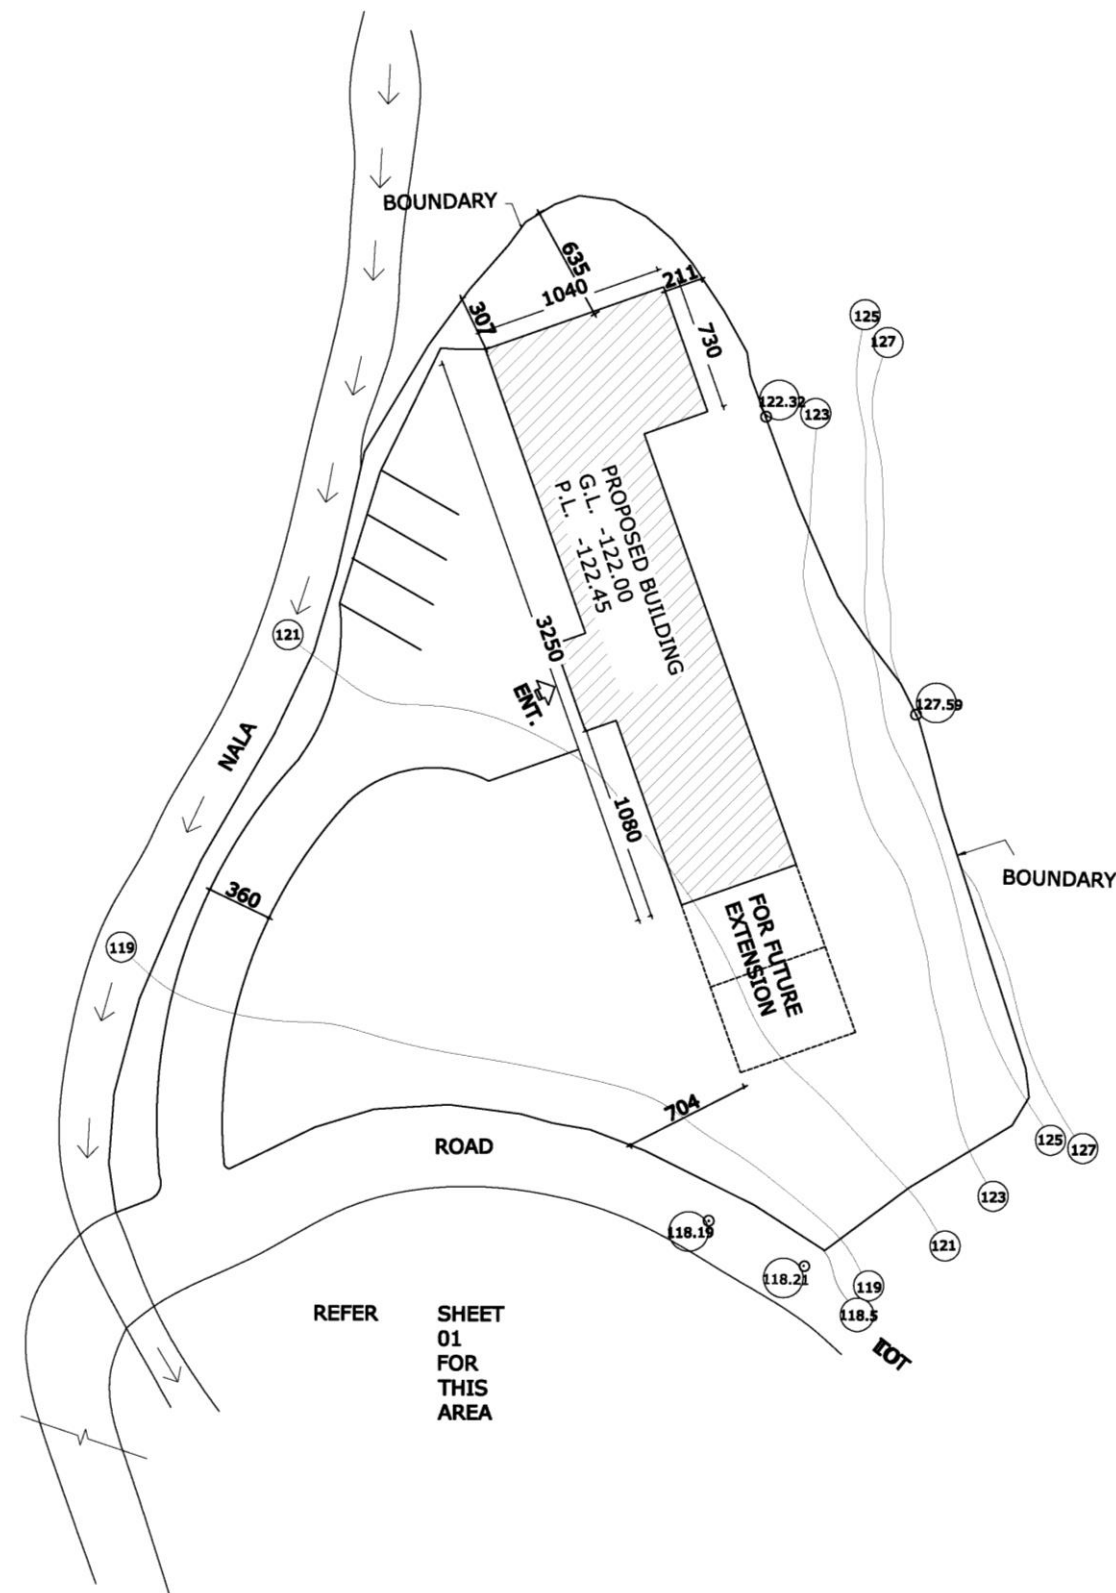 BOUNDARY
635
1040
211
307
730
125
127
122.32
123
PROPOSED BUILDING
G.L. -122.00
P.L. -122.45
3250
121
ENT.
127.59
NALA
1080
BOUNDARY
360
FOR FUTURE
EXTENSION
119
704
ROAD
125
127
123
118.19
121
118.21
119
118.5
REFER SHEET
01
FOR
THIS
AREA